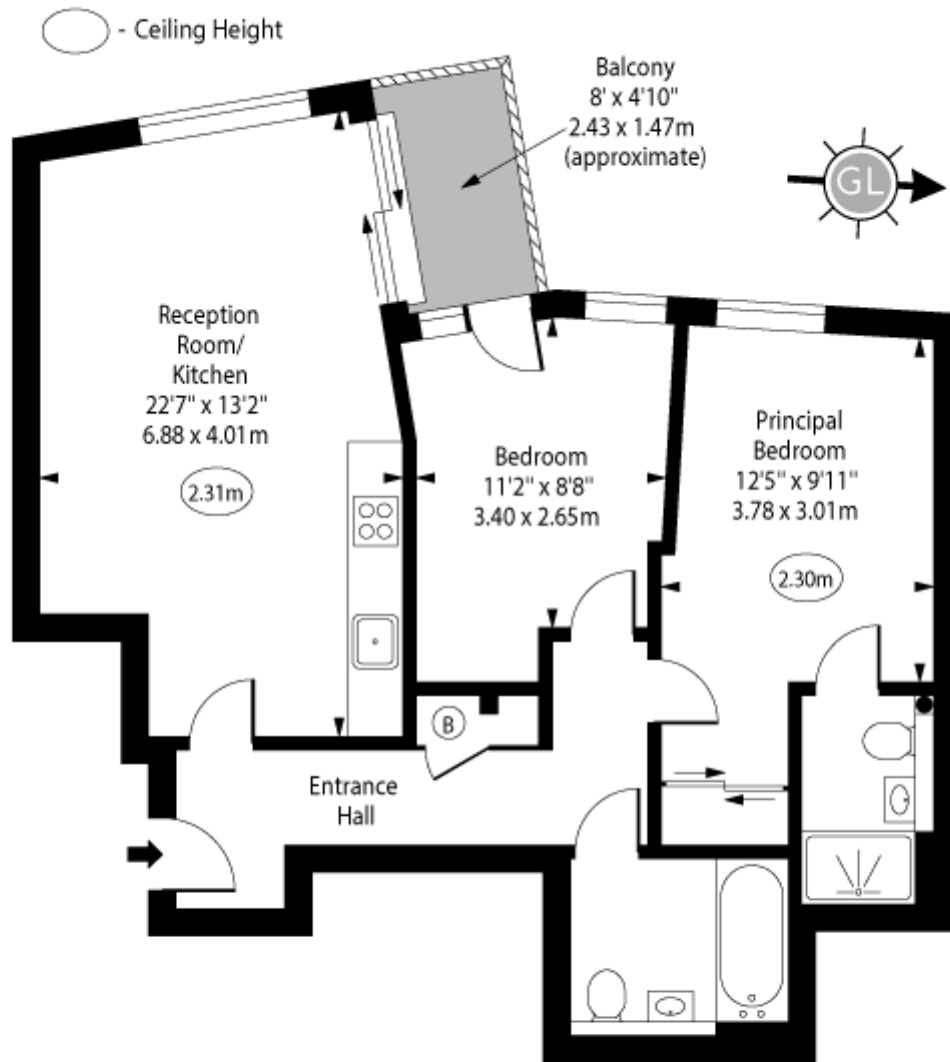 - Ceiling Height
Balcony
8' x 4'10"
2.43 x 1.47m
(approximate)
GL
Reception
Room/
Kitchen
22'7" x 13'2"
6.88 x 4.01m
2.31m
Bedroom
11'2" x 8'8"
3.40 x 2.65m
Principal
Bedroom
12'5" x 9'11"
3.78 x 3.01m
2.30m
B
Entrance
Hall